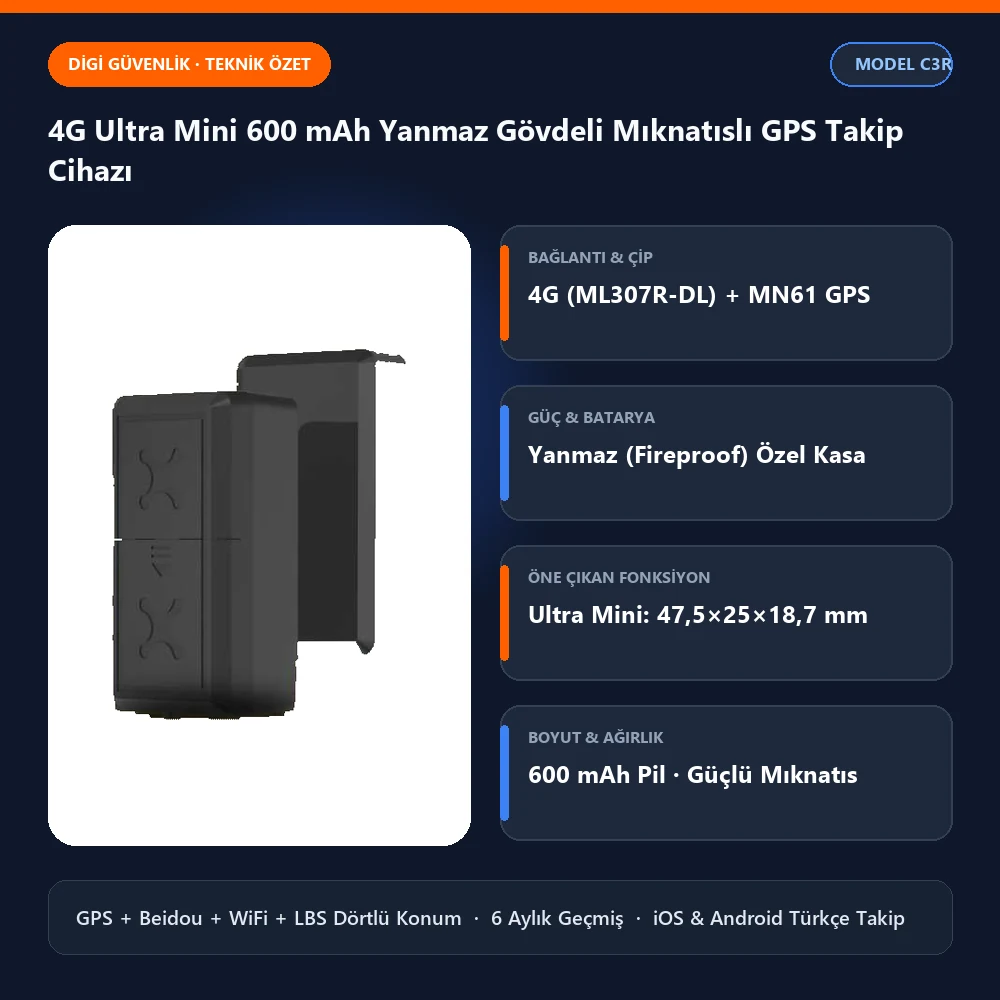 DİGİ GÜVENLİK · TEKNİK ÖZET
MODEL C3R
4G Ultra Mini 600 mAh Yanmaz Gövdeli Mıknatıslı GPS Takip
Cihazı
BAĞLANTI & ÇİP
4G (ML307R-DL) + MN61 GPS
GÜÇ & BATARYA
Yanmaz (Fireproof) Özel Kasa
ÖNE ÇIKAN FONKSİYON
Ultra Mini: 47,5×25×18,7 mm
BOYUT & AĞIRLIK
600 mAh Pil · Güçlü Mıknatıs
GPS + Beidou + WiFi + LBS Dörtlü Konum · 6 Aylık Geçmiş · iOS & Android Türkçe Takip